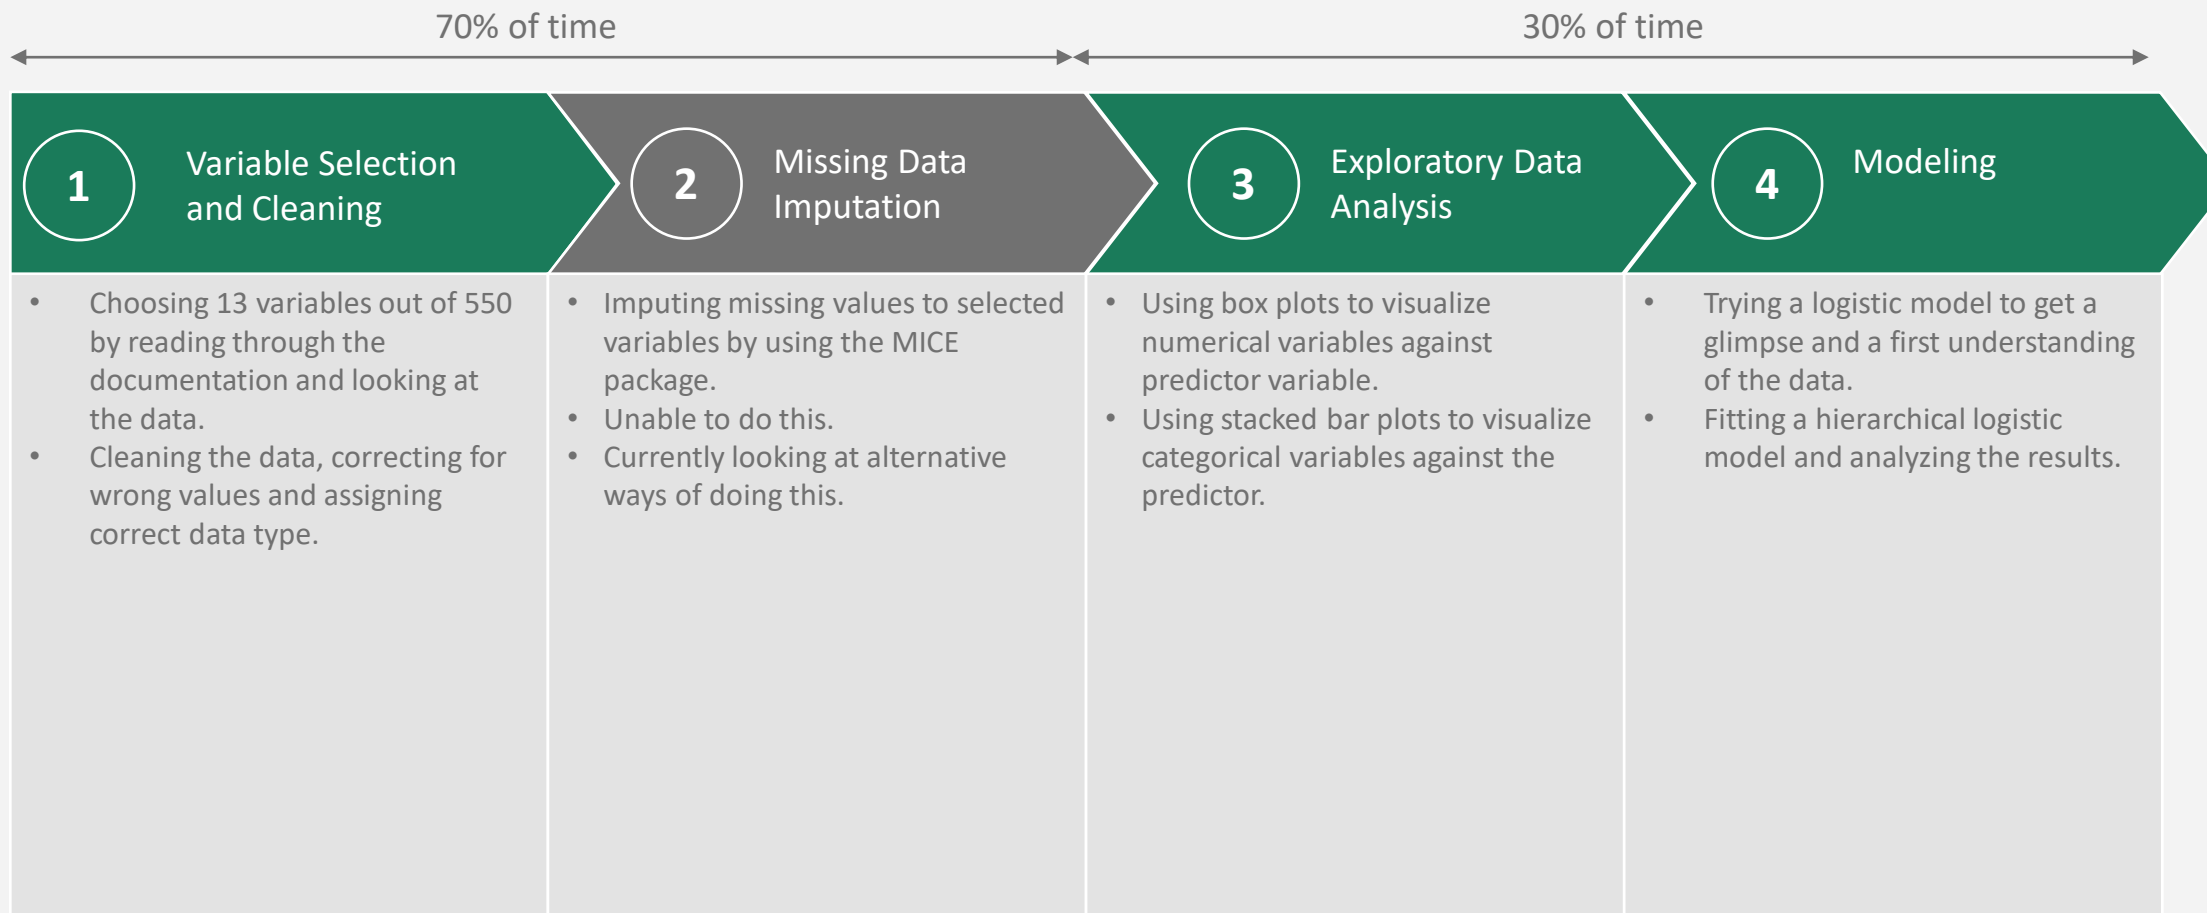 70% of time
30% of time
1
Variable Selection
and Cleaning
2
Missing Data
Imputation
3
Exploratory Data
Analysis
4
Modeling
• Choosing 13 variables out of 550
by reading through the
documentation and looking at
the data.
• Cleaning the data, correcting for
wrong values and assigning
correct data type.
• Imputing missing values to selected
variables by using the MICE
package.
• Unable to do this.
• Currently looking at alternative
ways of doing this.
• Using box plots to visualize
numerical variables against
predictor variable.
• Using stacked bar plots to visualize
categorical variables against the
predictor.
• Trying a logistic model to get a
glimpse and a first understanding
of the data.
• Fitting a hierarchical logistic
model and analyzing the results.